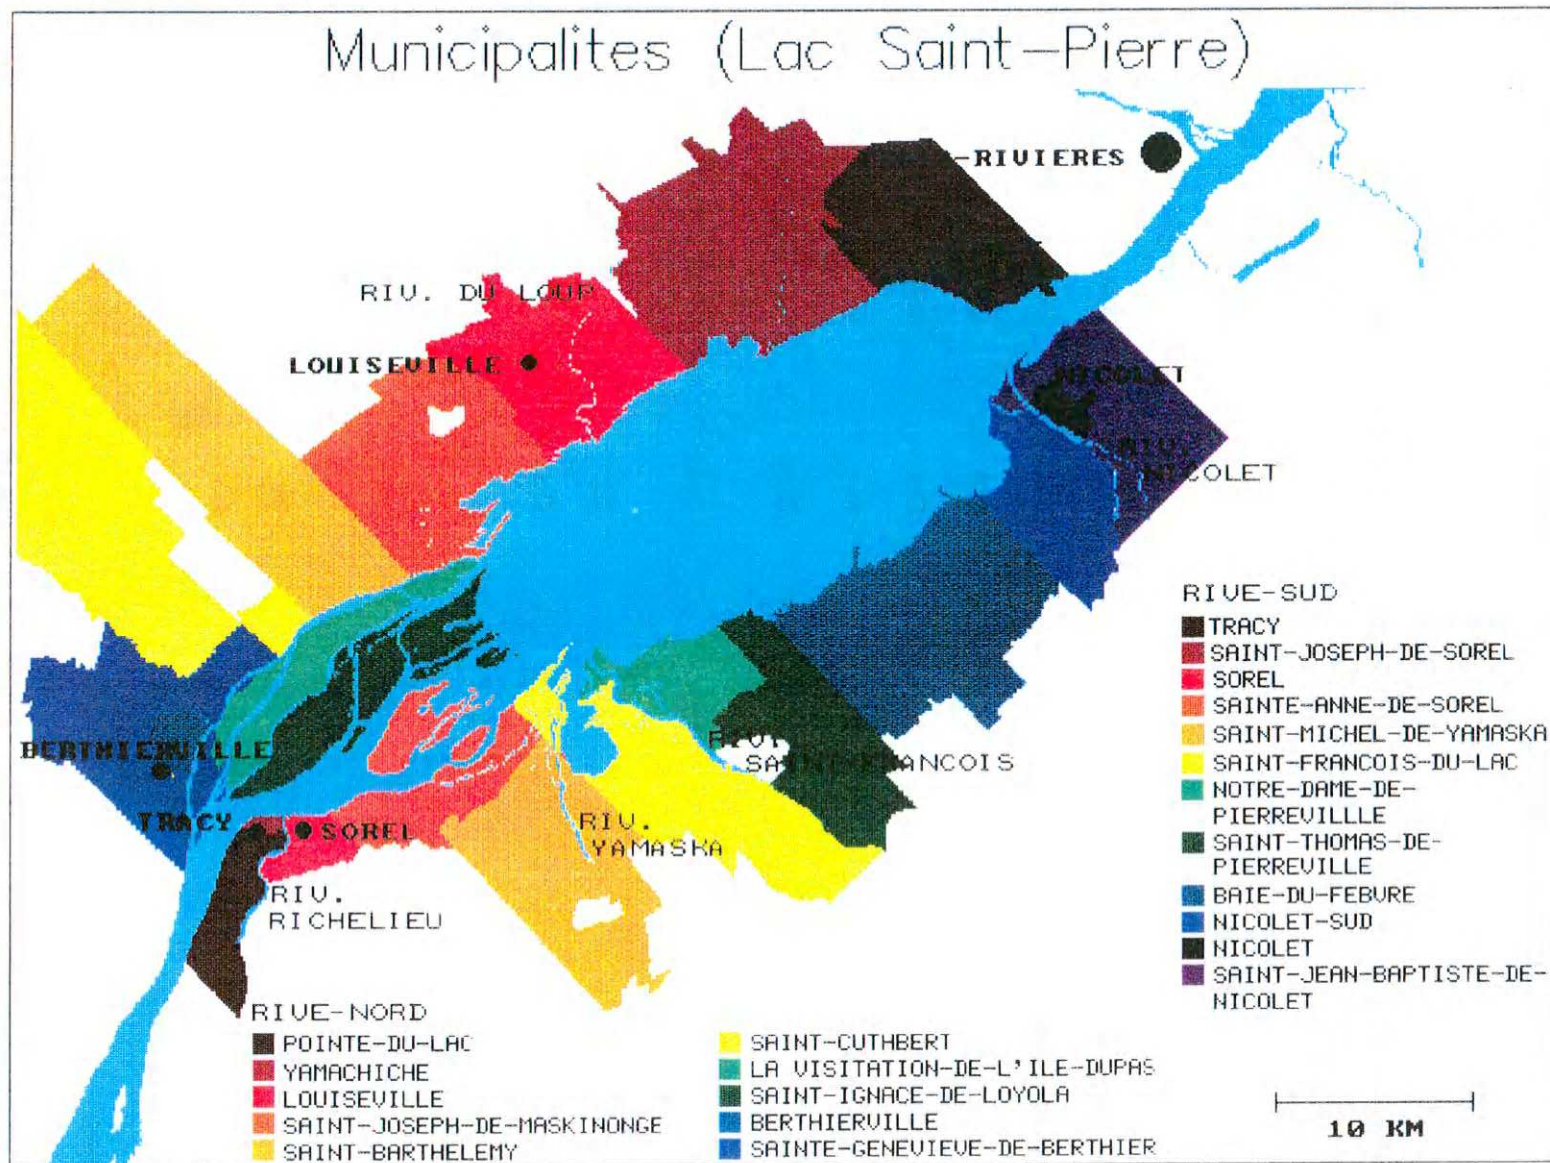 Municipalites (Lac Saint-Pierre)
-RIVIERES
RIV. DU LOUP
LOUISEVILLE
NICOLET
RIV.
NICOLET
BERTHIERVILLE
TRACY
SOREL
RIV.
RICHELIEU
RIV.
YAMASKA
RIV.
SAINT-FRANCOIS
RIVE-SUD
TRACY
SAINT-JOSEPH-DE-SOREL
SOREL
SAINTE-ANNE-DE-SOREL
SAINT-MICHEL-DE-YAMASKA
SAINT-FRANCOIS-DU-LAC
NOTRE-DAME-DE-
PIERREVILLLE
SAINT-THOMAS-DE-
PIERREVILLE
BAIE-DU-FEBVRE
NICOLET-SUD
NICOLET
SAINT-JEAN-BAPTISTE-DE-
NICOLET
RIVE-NORD
POINTE-DU-LAC
YAMACHICHE
LOUISEVILLE
SAINT-JOSEPH-DE-MASKINONGE
SAINT-BARTHELEMY
SAINT-CUTHBERT
LA VISITATION-DE-L'ILE-DUPAS
SAINT-IGNACE-DE-LOYOLA
BERTHIERVILLE
SAINTE-GENEVIEVE-DE-BERTHIER
10 KM